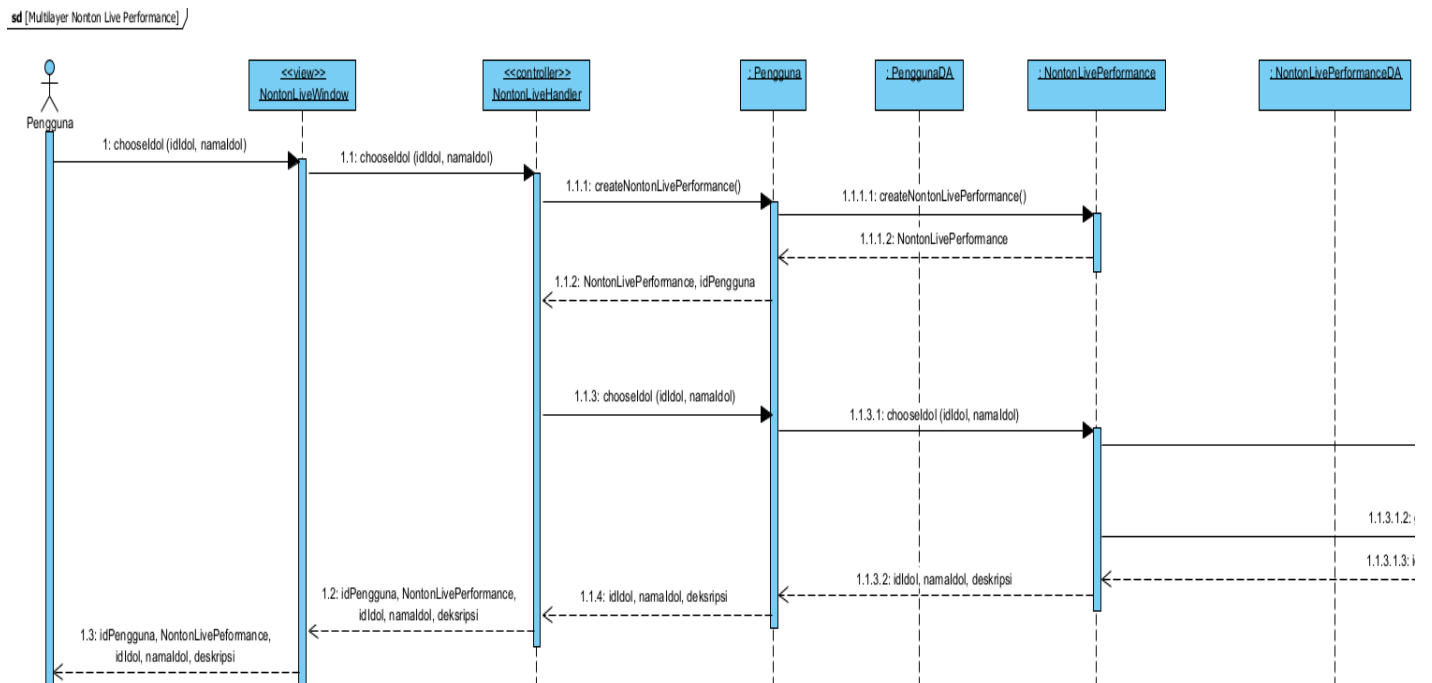 sd [Multilayer Nonton Live Performance]
Pengguna
<<view>>
NontonLiveWindow
<<controller>>
NontonLiveHandler
: Pengguna
: PenggunaDA
: NontonLivePerformance
: NontonLivePerformanceDA
1: chooseIdol (idIdol, namaIdol)
1.1: chooseIdol (idIdol, namaIdol)
1.1.1: createNontonLivePerformance()
1.1.1.1: createNontonLivePerformance()
1.1.1.2: NontonLivePerformance
1.1.2: NontonLivePerformance, idPengguna
1.1.3: chooseIdol (idIdol, namaIdol)
1.1.3.1: chooseIdol (idIdol, namaIdol)
1.1.3.1.2:
1.1.3.1.3:
1.1.3.2: idIdol, namaIdol, deskripsi
1.1.4: idIdol, namaIdol, deksripsi
1.2: idPengguna, NontonLivePerformance,
idIdol, namaIdol, deksripsi
1.3: idPengguna, NontonLivePeformance,
idIdol, namaIdol, deskripsi